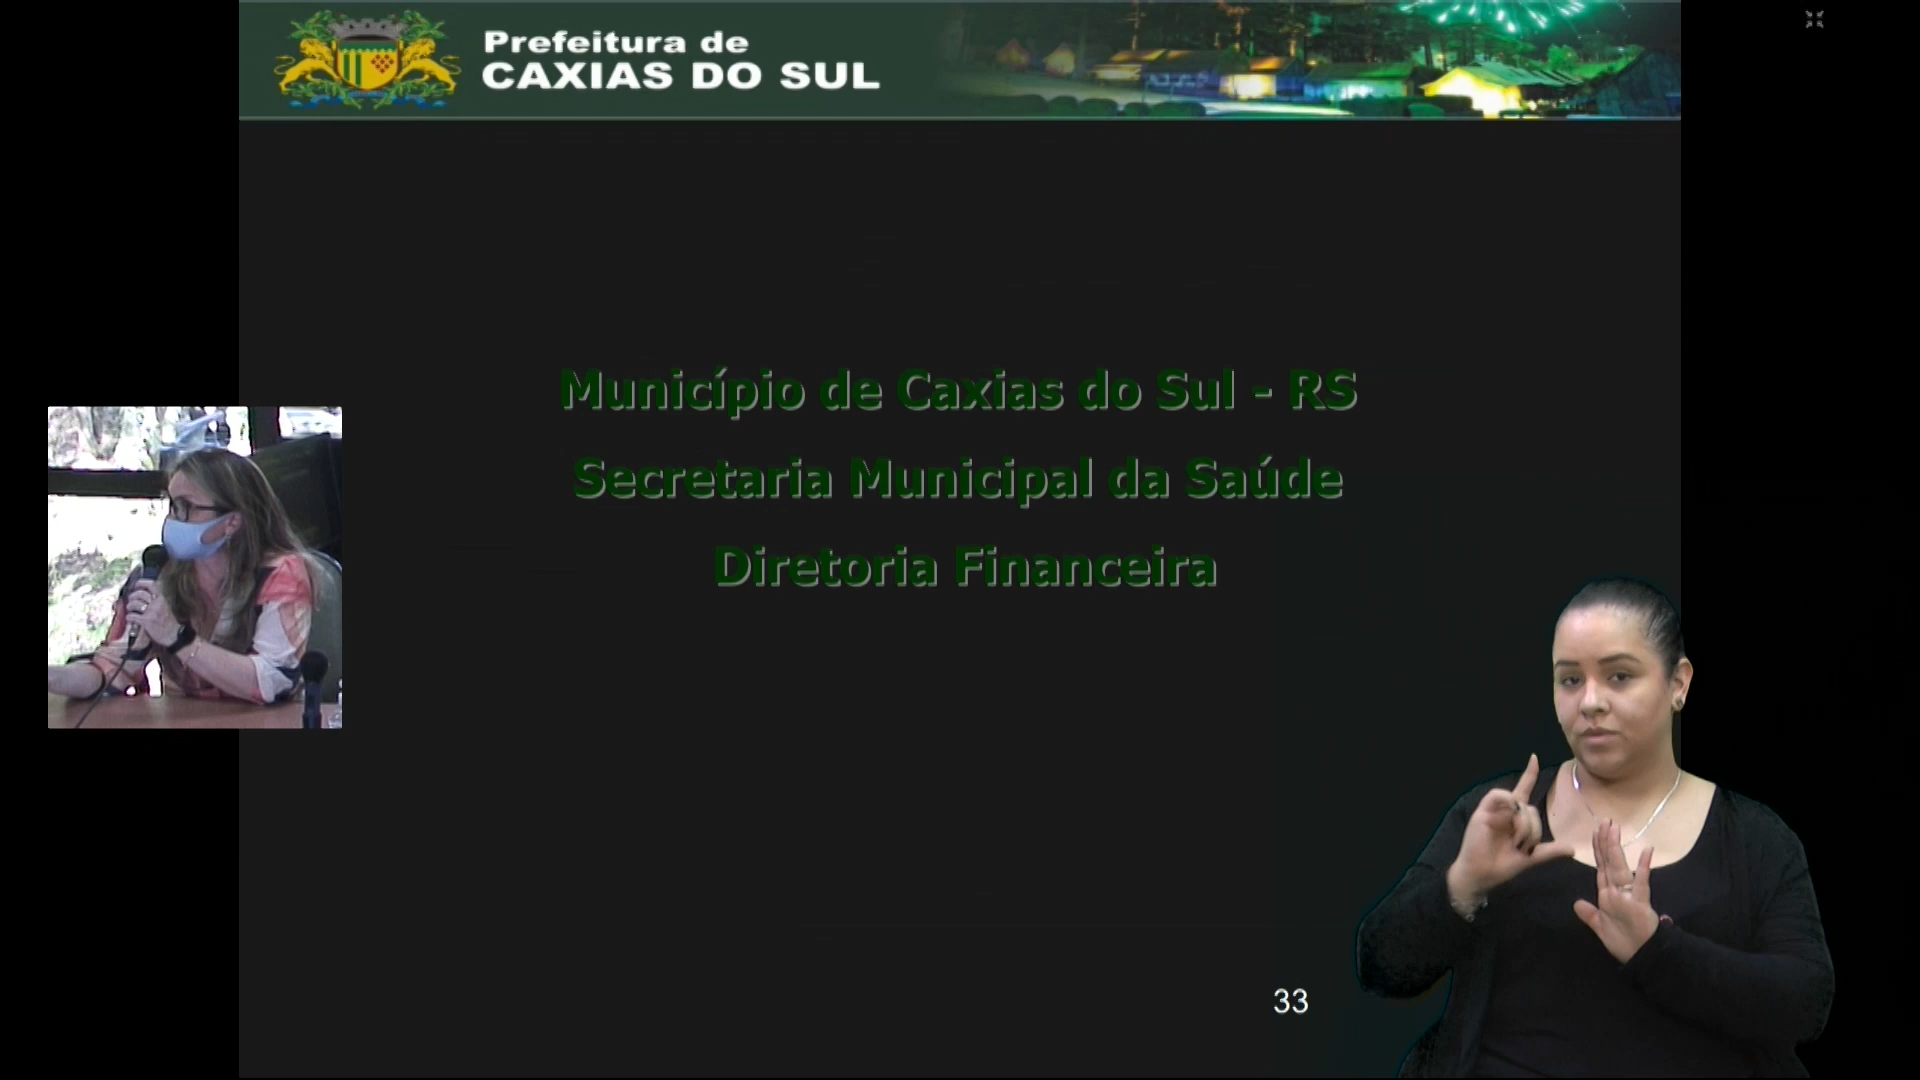 Prefeitura de
CAXIAS DO SUL
Município de Caxias do Sul - RS
Secretaria Municipal da Saúde
Diretoria Financeira
33